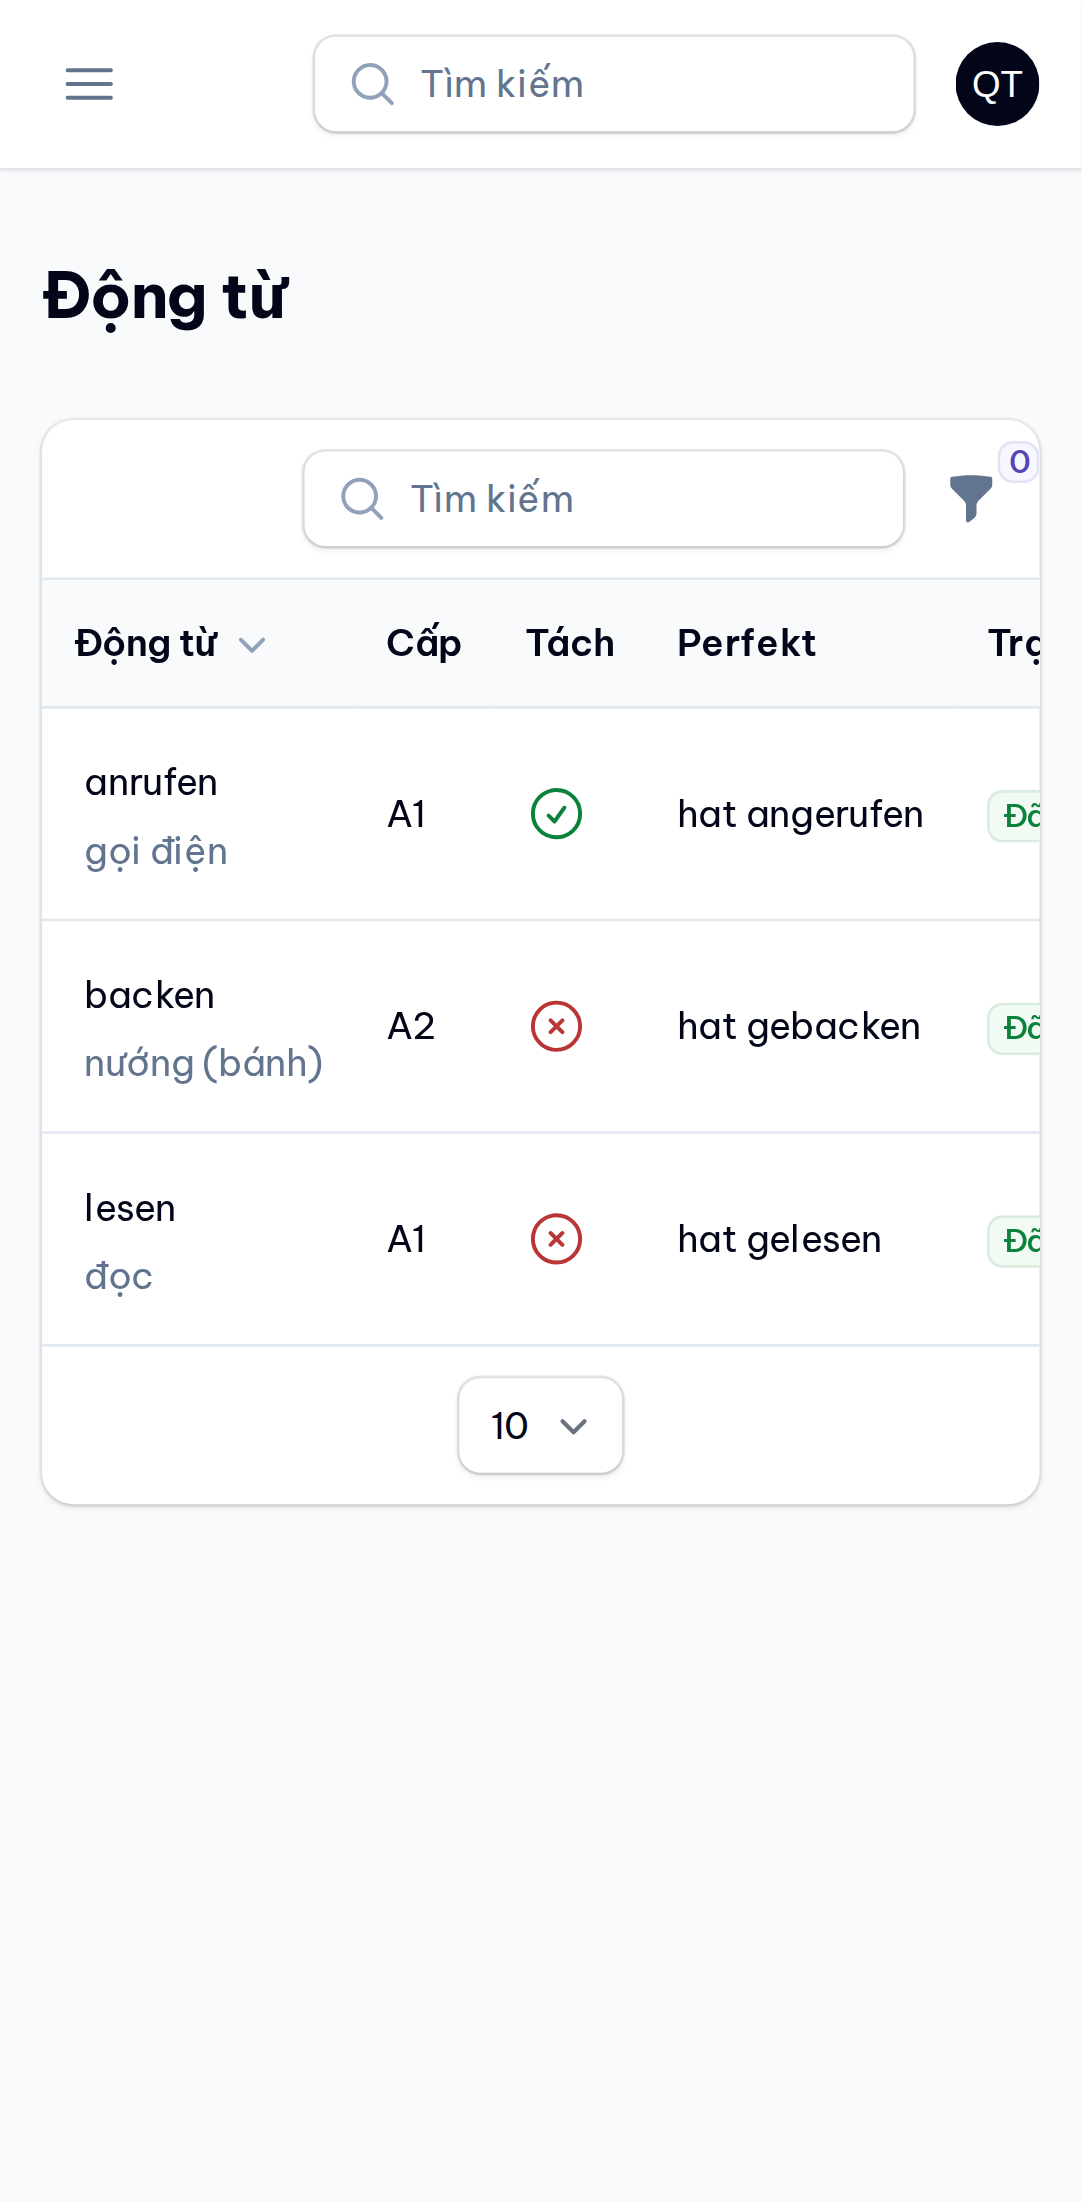 Tìm kiếm QT
Động từ
Tìm kiếm 0
Động từ Cấp Tách Perfekt
anrufen
gọi điện
A1 hat angerufen
backen
nướng (bánh)
A2 hat gebacken
lesen
đọc
A1 hat gelesen
10